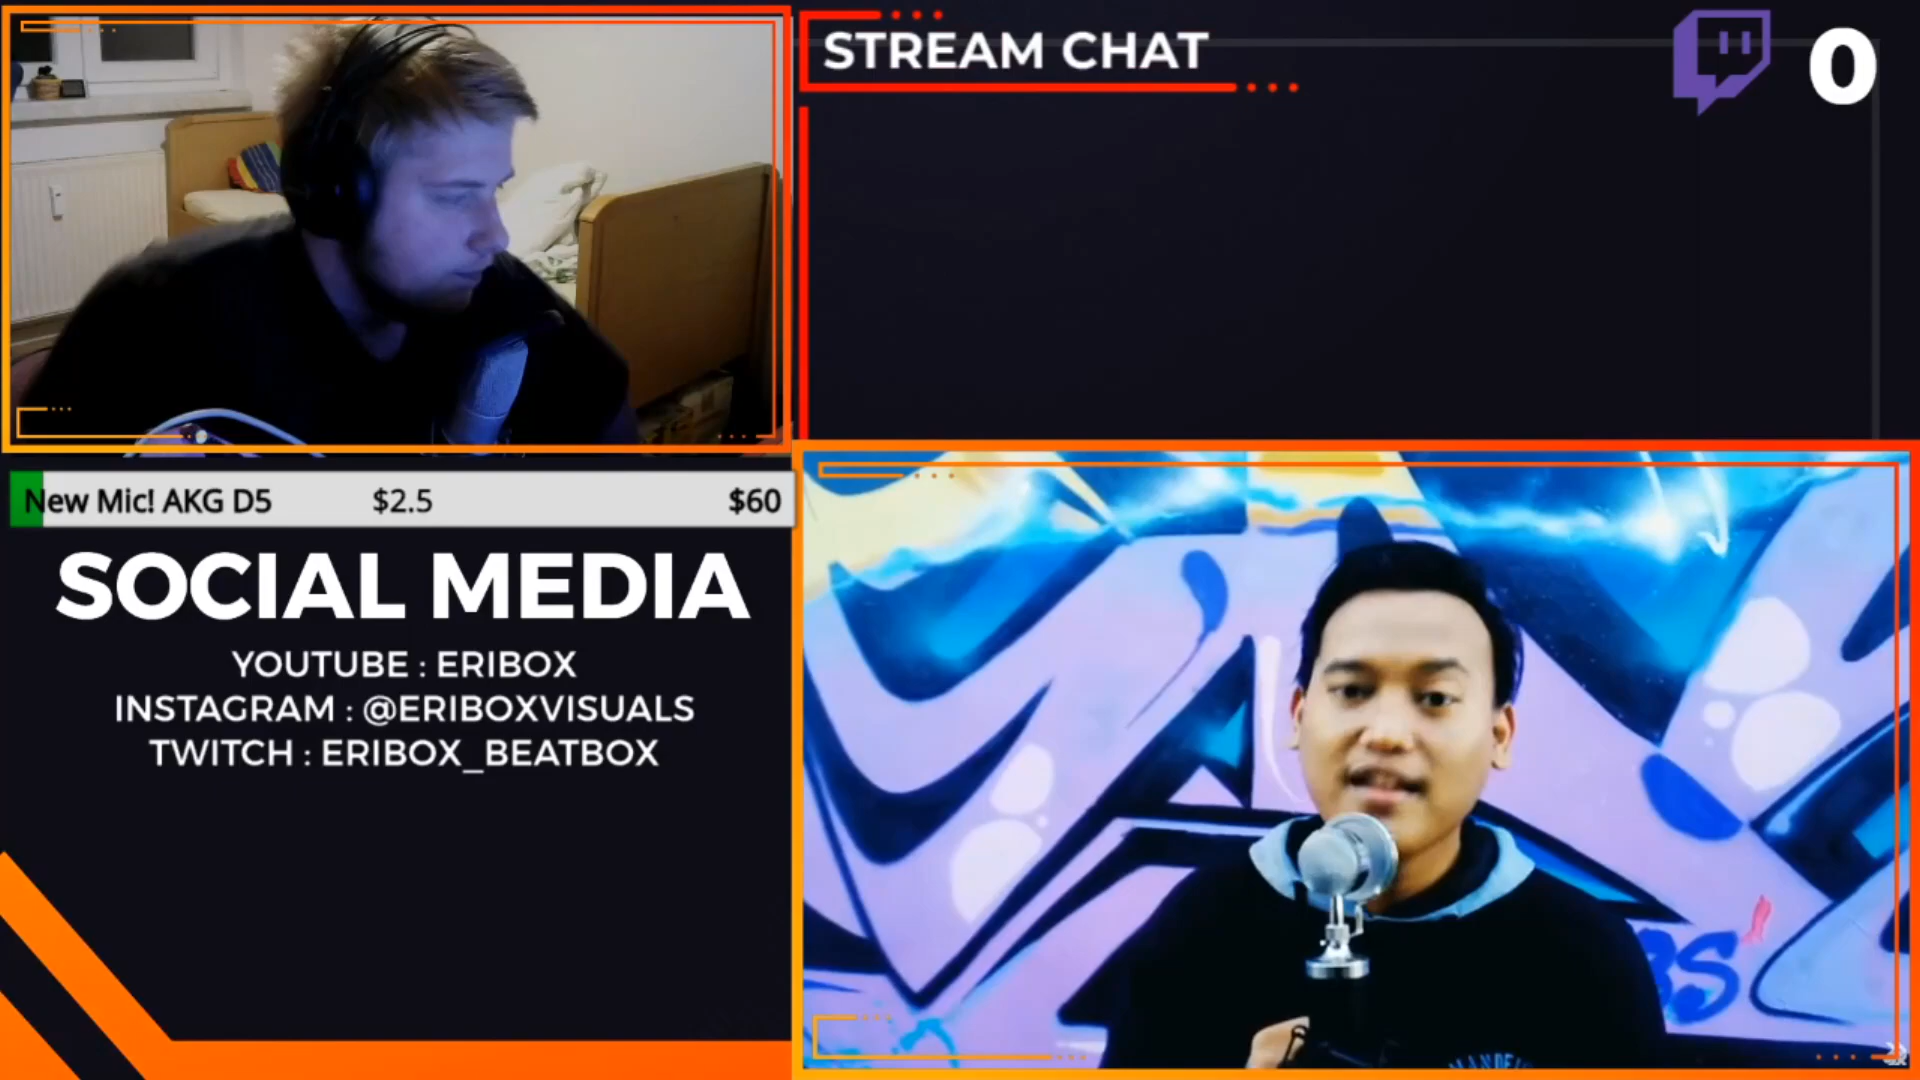 STREAM CHAT
0
New Mic! AKG D5 $2.5 $60
SOCIAL MEDIA
YOUTUBE : ERIBOX
INSTAGRAM : @ERIBOXVISUALS
TWITCH : ERIBOX_BEATBOX